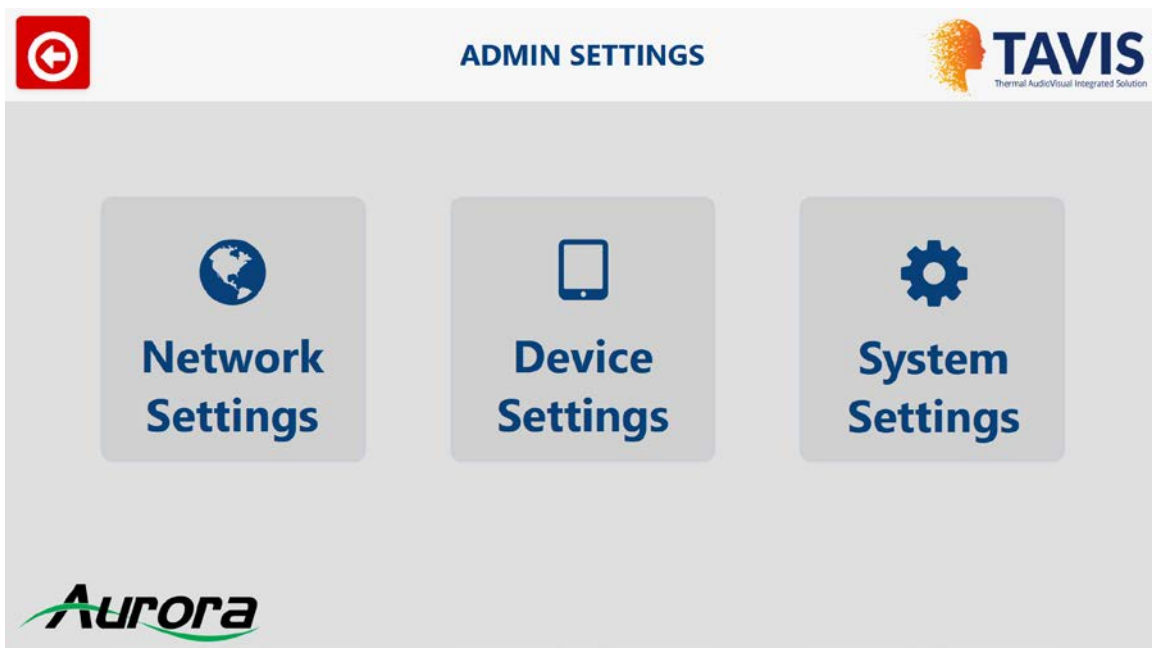 ADMIN SETTINGS
TAVIS
Thermal AudioVisual Integrated Solution
Network
Settings
Device
Settings
System
Settings
Aurora